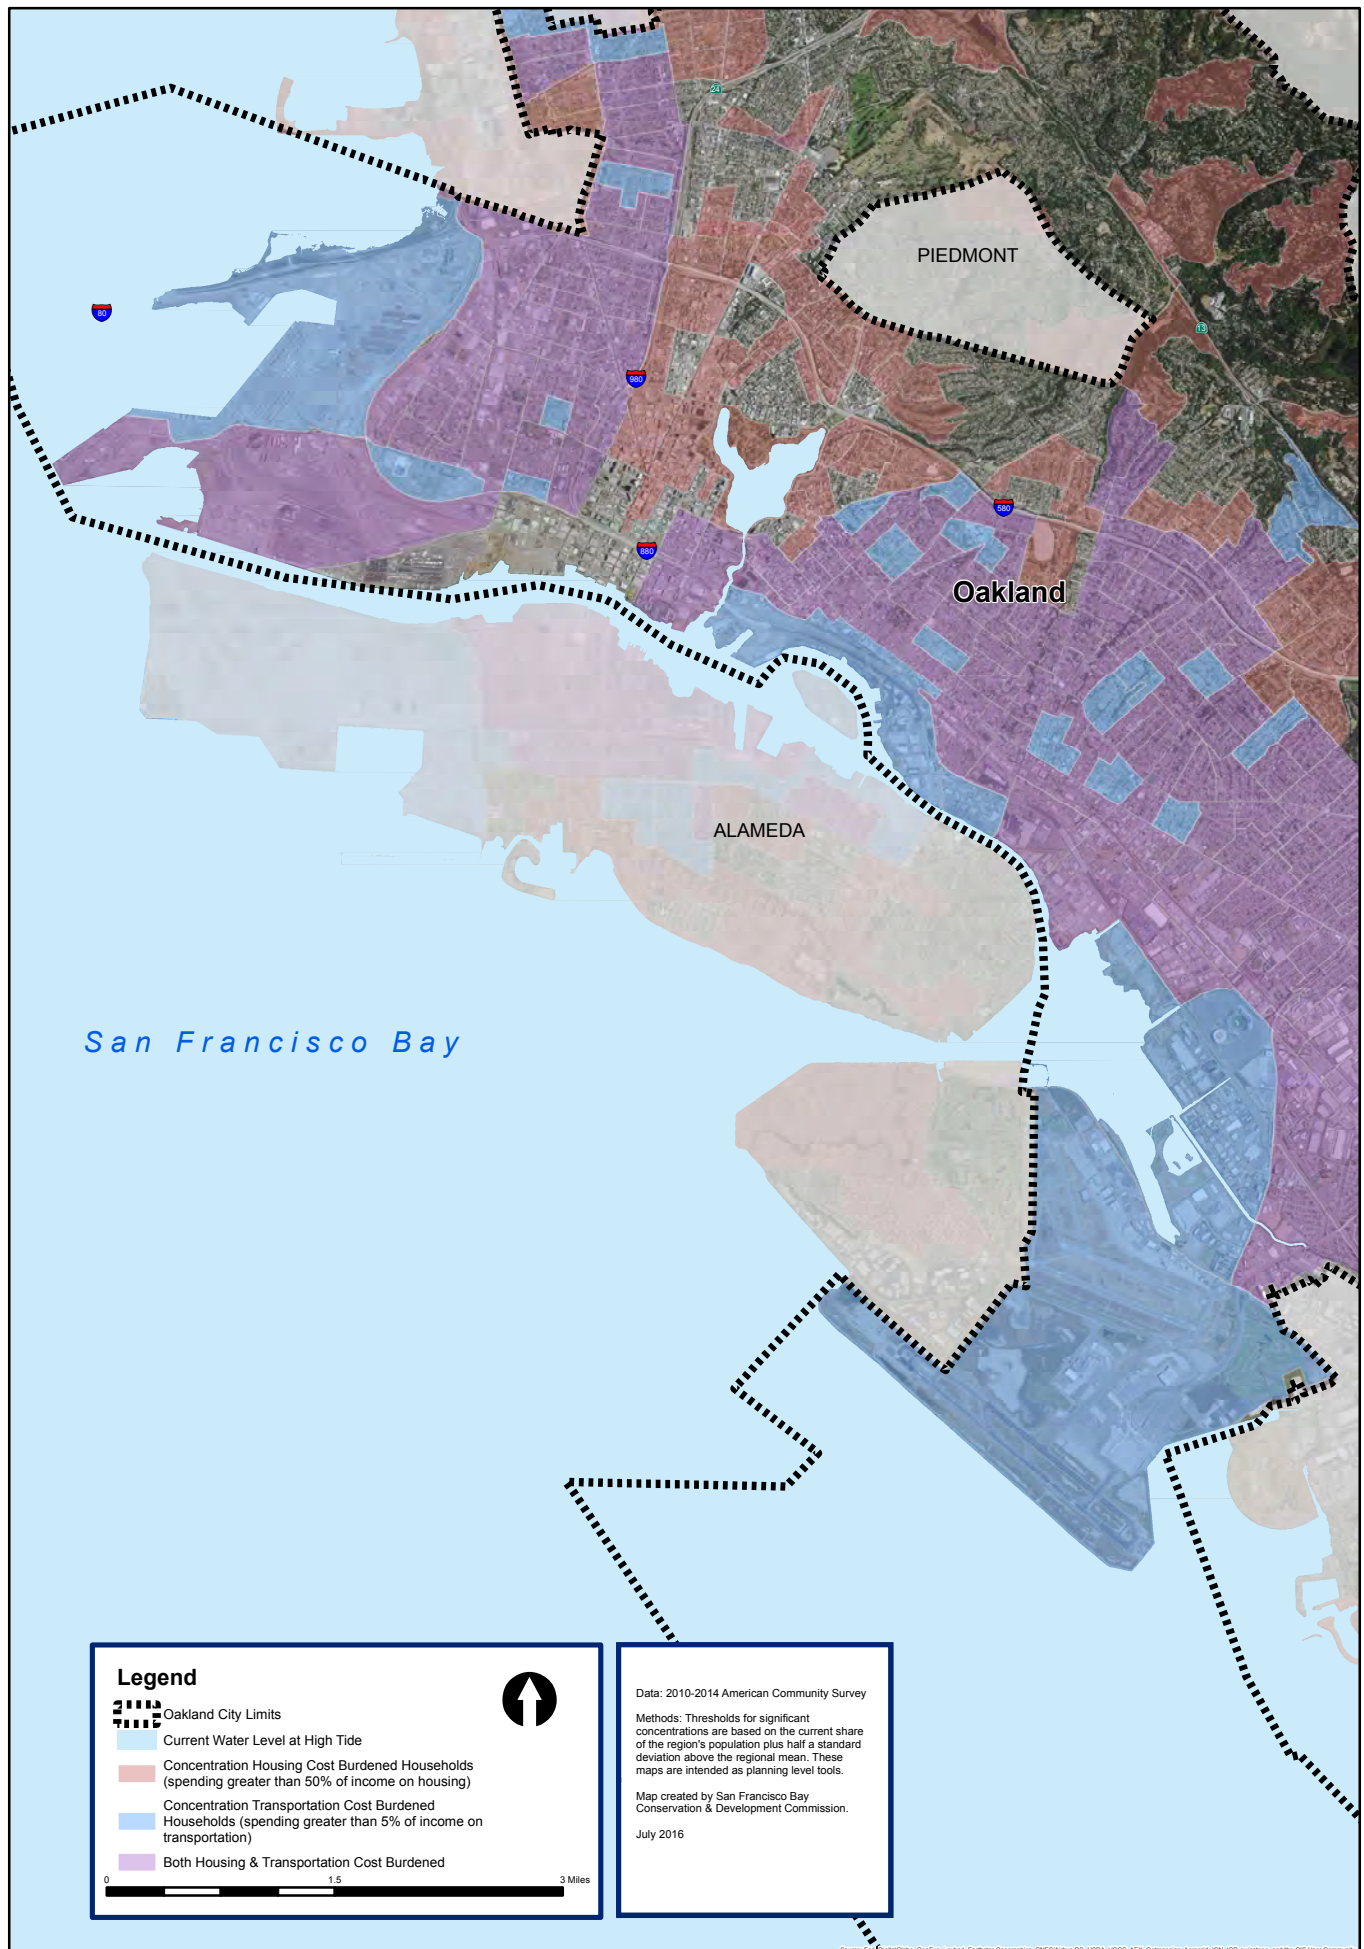 24
PIEDMONT
80
13
980
580
880
Oakland
ALAMEDA
San Francisco Bay
Legend
Oakland City Limits
Current Water Level at High Tide
Concentration Housing Cost Burdened Households
(spending greater than 50% of income on housing)
Concentration Transportation Cost Burdened
Households (spending greater than 5% of income on
transportation)
Both Housing & Transportation Cost Burdened
0 1.5 3 Miles
Data: 2010-2014 American Community Survey
Methods: Thresholds for significant
concentrations are based on the current share
of the region's population plus half a standard
deviation above the regional mean. These
maps are intended as planning level tools.
Map created by San Francisco Bay
Conservation & Development Commission.
July 2016